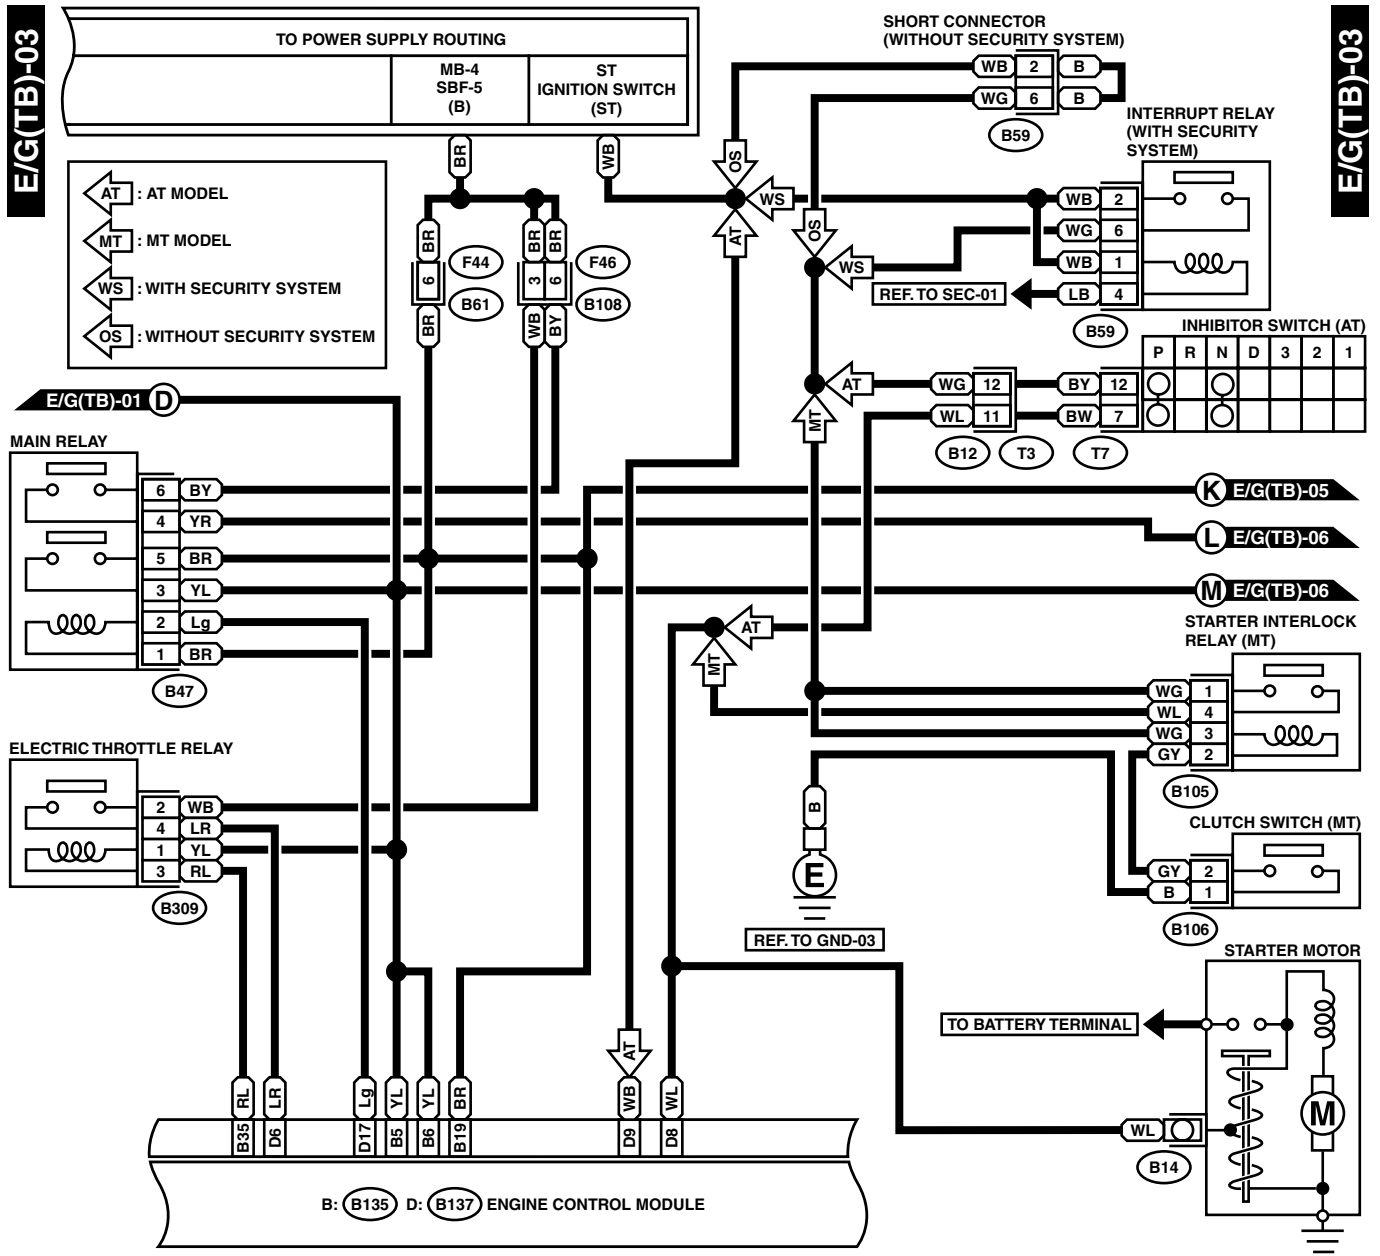 E/G(TB)-03
E/G(TB)-03
TO POWER SUPPLY ROUTING
MB-4
SBF-5
(B)
ST
IGNITION SWITCH
(ST)
SHORT CONNECTOR
(WITHOUT SECURITY SYSTEM)
WB 2 B
WG 6 B
B59
BR
WB
OS
AT : AT MODEL
MT : MT MODEL
WS : WITH SECURITY SYSTEM
OS : WITHOUT SECURITY SYSTEM
INTERRUPT RELAY
(WITH SECURITY
SYSTEM)
WS
WB 2
WG 6
WB 1
LB 4
B59
AT
OS
WS
REF. TO SEC-01
BR
BR BR
6
3 6
F44
B61
F46
B108
BR
WB BY
INHIBITOR SWITCH (AT)
P R N D 3 2 1
AT
WG 12
BY 12
WL 11
BW 7
B12
T3
T7
MT
E/G(TB)-01 D
MAIN RELAY
6 BY
4 YR
5 BR
3 YL
2 Lg
1 BR
B47
K E/G(TB)-05
L E/G(TB)-06
M E/G(TB)-06
AT
MT
STARTER INTERLOCK
RELAY (MT)
WG 1
WL 4
WG 3
GY 2
B105
ELECTRIC THROTTLE RELAY
2 WB
4 LR
1 YL
3 RL
B309
B
E
REF. TO GND-03
CLUTCH SWITCH (MT)
GY 2
B 1
B106
STARTER MOTOR
TO BATTERY TERMINAL
M
WL
B14
AT
RL LR Lg YL YL BR WB WL
B35 D6 D17 B5 B6 B19 D9 D8
B: B135 D: B137 ENGINE CONTROL MODULE